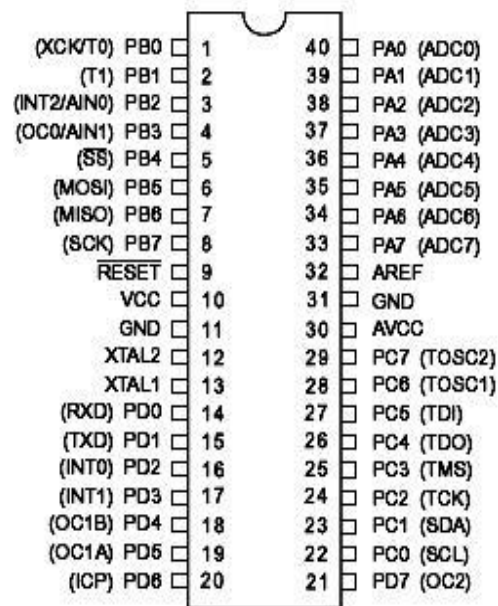 (XCK/T0) PB0 1 40 PA0 (ADC0)
(T1) PB1 2 39 PA1 (ADC1)
(INT2/AIN0) PB2 3 38 PA2 (ADC2)
(OC0/AIN1) PB3 4 37 PA3 (ADC3)
(S̅S̅) PB4 5 36 PA4 (ADC4)
(MOSI) PB5 6 35 PA5 (ADC5)
(MISO) PB6 7 34 PA6 (ADC6)
(SCK) PB7 8 33 PA7 (ADC7)
R̅E̅S̅E̅T̅ 9 32 AREF
VCC 10 31 GND
GND 11 30 AVCC
XTAL2 12 29 PC7 (TOSC2)
XTAL1 13 28 PC6 (TOSC1)
(RXD) PD0 14 27 PC5 (TDI)
(TXD) PD1 15 26 PC4 (TDO)
(INT0) PD2 16 25 PC3 (TMS)
(INT1) PD3 17 24 PC2 (TCK)
(OC1B) PD4 18 23 PC1 (SDA)
(OC1A) PD5 19 22 PC0 (SCL)
(ICP) PD6 20 21 PD7 (OC2)